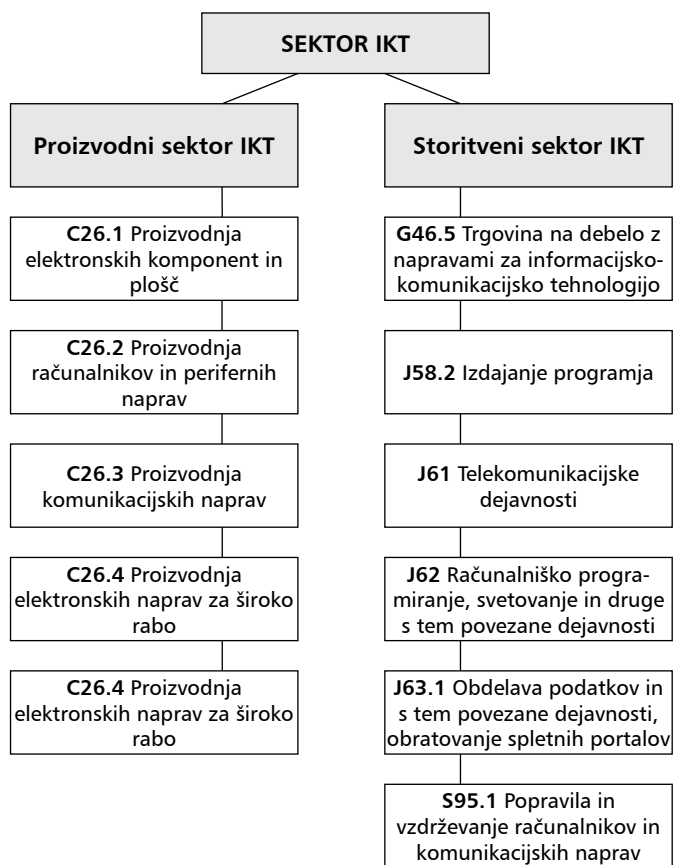 SEKTOR IKT
Proizvodni sektor IKT
C26.1 Proizvodnja
elektronskih komponent in
plošč
C26.2 Proizvodnja
računalnikov in perifernih
naprav
C26.3 Proizvodnja
komunikacijskih naprav
C26.4 Proizvodnja
elektronskih naprav za široko
rabo
C26.4 Proizvodnja
elektronskih naprav za široko
rabo
Storitveni sektor IKT
G46.5 Trgovina na debelo z
napravami za informacijsko-
komunikacijsko tehnologijo
J58.2 Izdajanje programja
J61 Telekomunikacijske
dejavnosti
J62 Računalniško progra-
miranje, svetovanje in druge
s tem povezane dejavnosti
J63.1 Obdelava podatkov in
s tem povezane dejavnosti,
obratovanje spletnih portalov
S95.1 Popravila in
vzdrževanje računalnikov in
komunikacijskih naprav